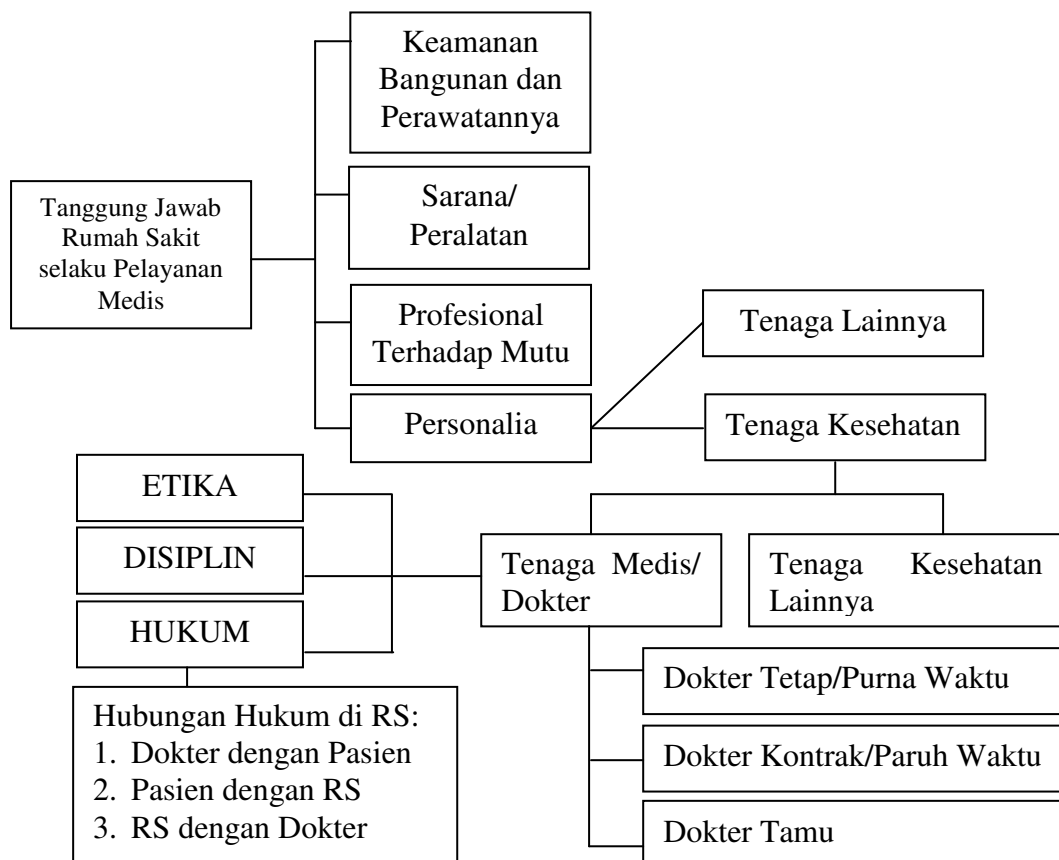 Keamanan
Bangunan dan
Perawatannya
Tanggung Jawab
Rumah Sakit
selaku Pelayanan
Medis
Sarana/
Peralatan
Profesional
Terhadap Mutu
Personalia
Tenaga Lainnya
Tenaga Kesehatan
ETIKA
DISIPLIN
HUKUM
Tenaga Medis/
Dokter
Tenaga Kesehatan
Lainnya
Hubungan Hukum di RS:
1. Dokter dengan Pasien
2. Pasien dengan RS
3. RS dengan Dokter
Dokter Tetap/Purna Waktu
Dokter Kontrak/Paruh Waktu
Dokter Tamu